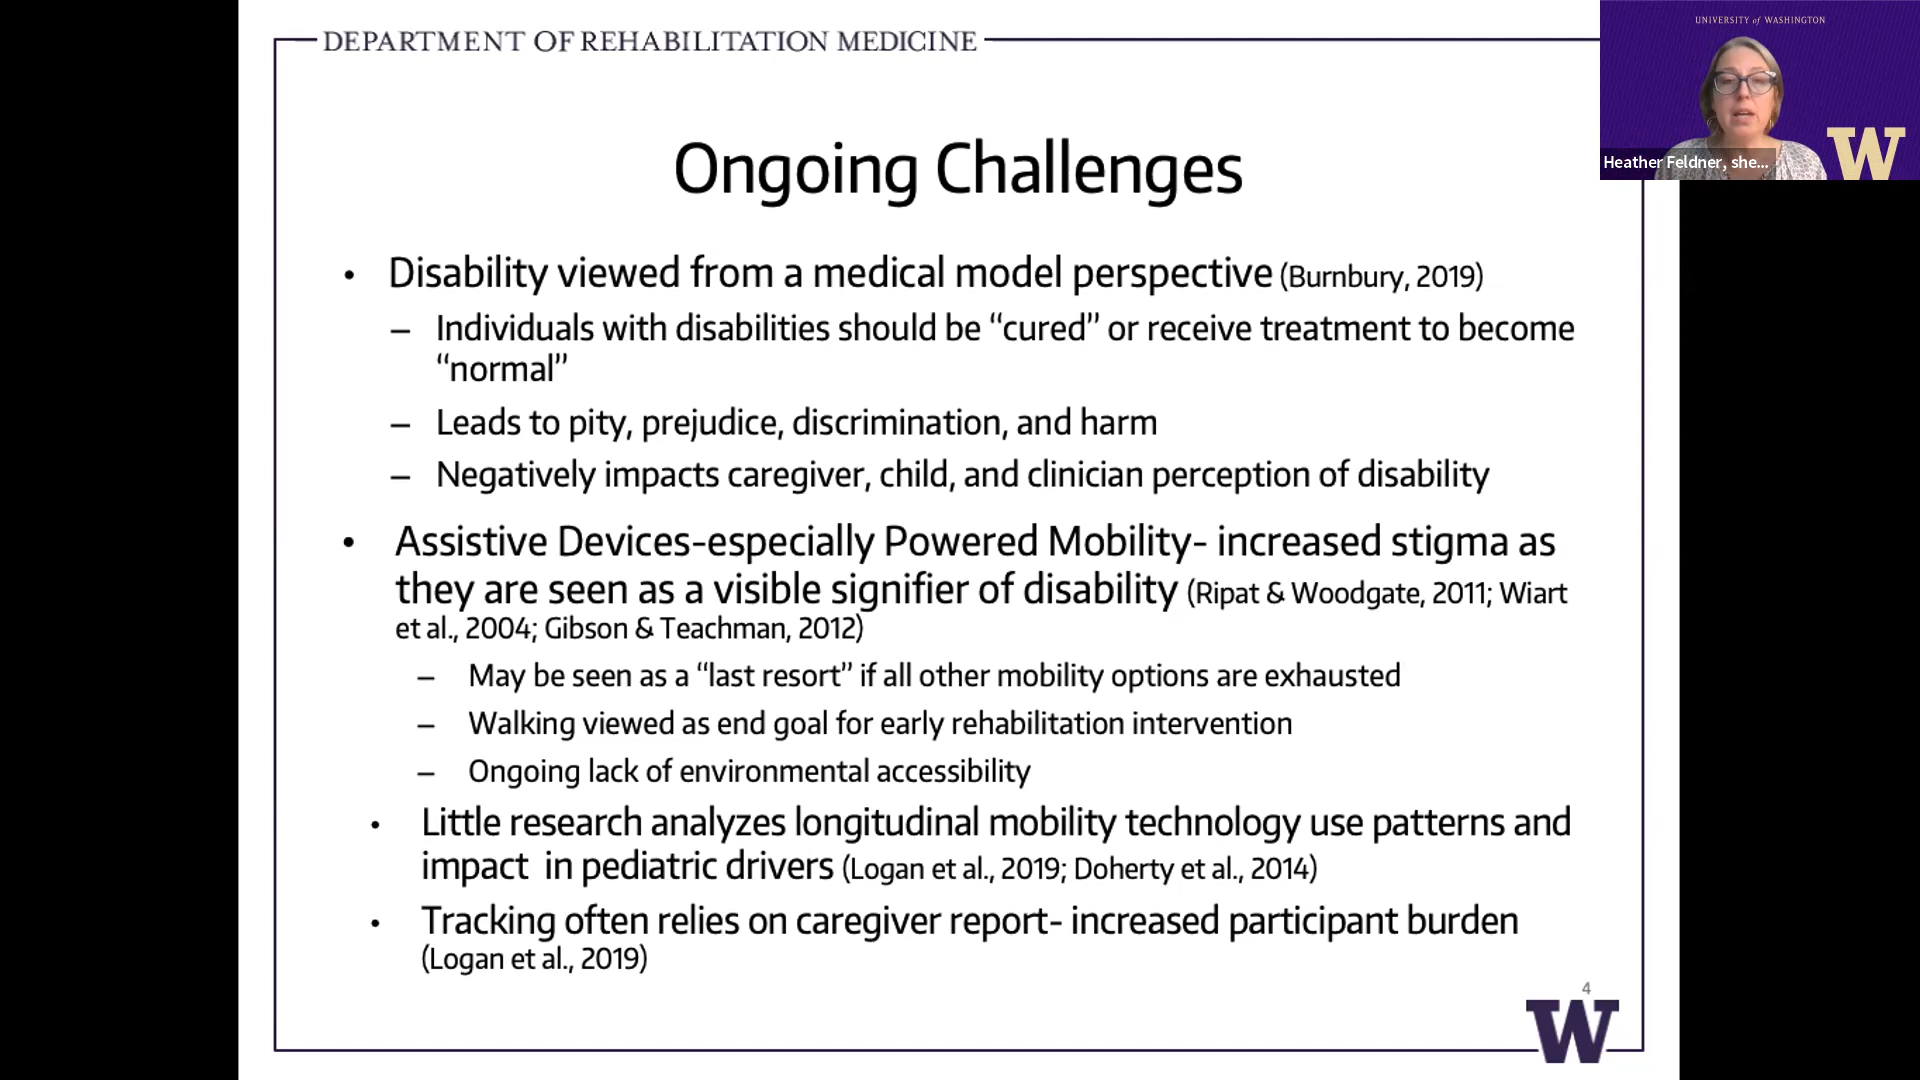 DEPARTMENT OF REHABILITATION MEDICINE
UNIVERSITY of WASHINGTON
W
Heather Feldner, she...
Ongoing Challenges
• Disability viewed from a medical model perspective (Burnbury, 2019)
– Individuals with disabilities should be “cured” or receive treatment to become
“normal”
– Leads to pity, prejudice, discrimination, and harm
– Negatively impacts caregiver, child, and clinician perception of disability
• Assistive Devices-especially Powered Mobility- increased stigma as
they are seen as a visible signifier of disability (Ripat & Woodgate, 2011; Wiart
et al., 2004; Gibson & Teachman, 2012)
– May be seen as a “last resort” if all other mobility options are exhausted
– Walking viewed as end goal for early rehabilitation intervention
– Ongoing lack of environmental accessibility
• Little research analyzes longitudinal mobility technology use patterns and
impact in pediatric drivers (Logan et al., 2019; Doherty et al., 2014)
• Tracking often relies on caregiver report- increased participant burden
(Logan et al., 2019)
4
W